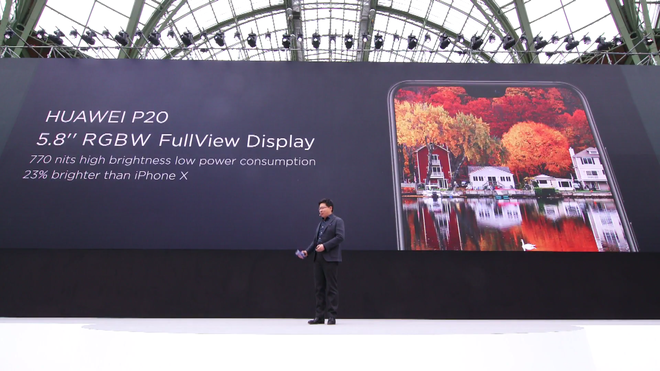 HUAWEI P20
5.8'' RGBW FullView Display
770 nits high brightness low power consumption
23% brighter than iPhone X